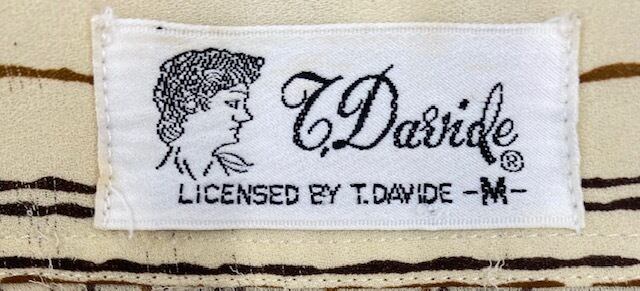 T. Davide ®
LICENSED BY T. DAVIDE -M-